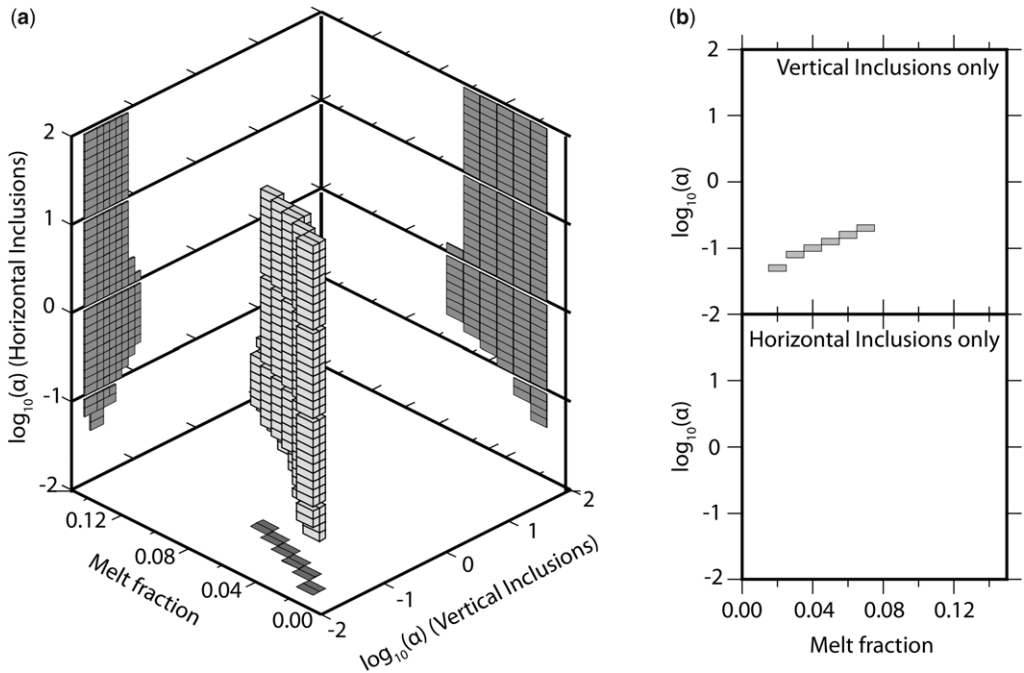 (a)
log₁₀(α) (Horizontal Inclusions)
2
1
0
-1
-2
0.12
0.08
0.04
0.00
Melt fraction
-2
-1
0
1
2
log₁₀(α) (Vertical Inclusions)
(b)
Vertical Inclusions only
log₁₀(α)
2
1
0
-1
-2
Horizontal Inclusions only
log₁₀(α)
1
0
-1
-2
0.00 0.04 0.08 0.12
Melt fraction